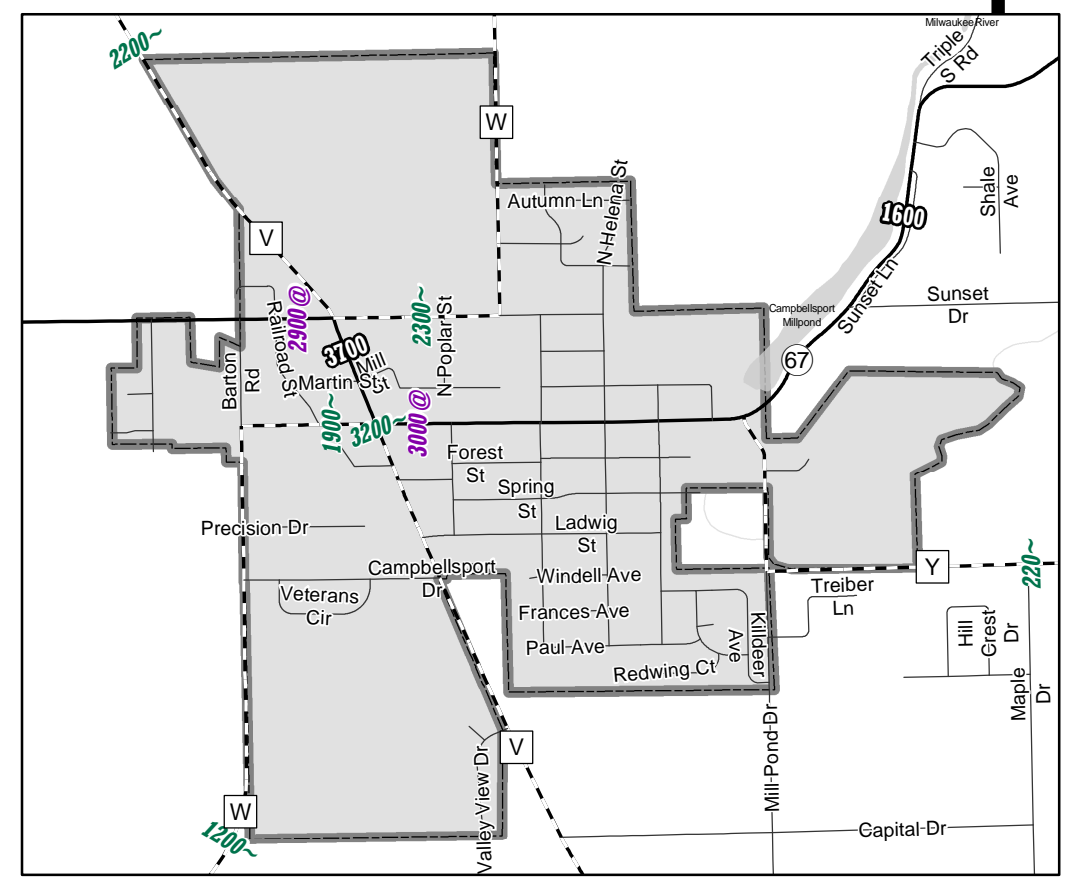 Milwaukee River
Triple
S Rd
2200~
W
Shale
Ave
N Helena St
Autumn Ln
1600
V
Sunset Ln
Sunset
Dr
Campbellsport
Millpond
2900 @
2300~
Railroad St
N Poplar St
3700
Mill
St
67
Barton
Rd
Martin St
1900~
3200~
3000 @
Forest
St
Spring
St
Precision Dr
Ladwig
St
Campbellsport
Dr
Windell Ave
Y
220~
Treiber
Ln
Veterans
Cir
Frances Ave
Killdeer
Ave
Hill
Crest
Dr
Paul Ave
Redwing Ct
Maple
Dr
V
Valley View Dr
Mill Pond Dr
W
1200~
Capital Dr